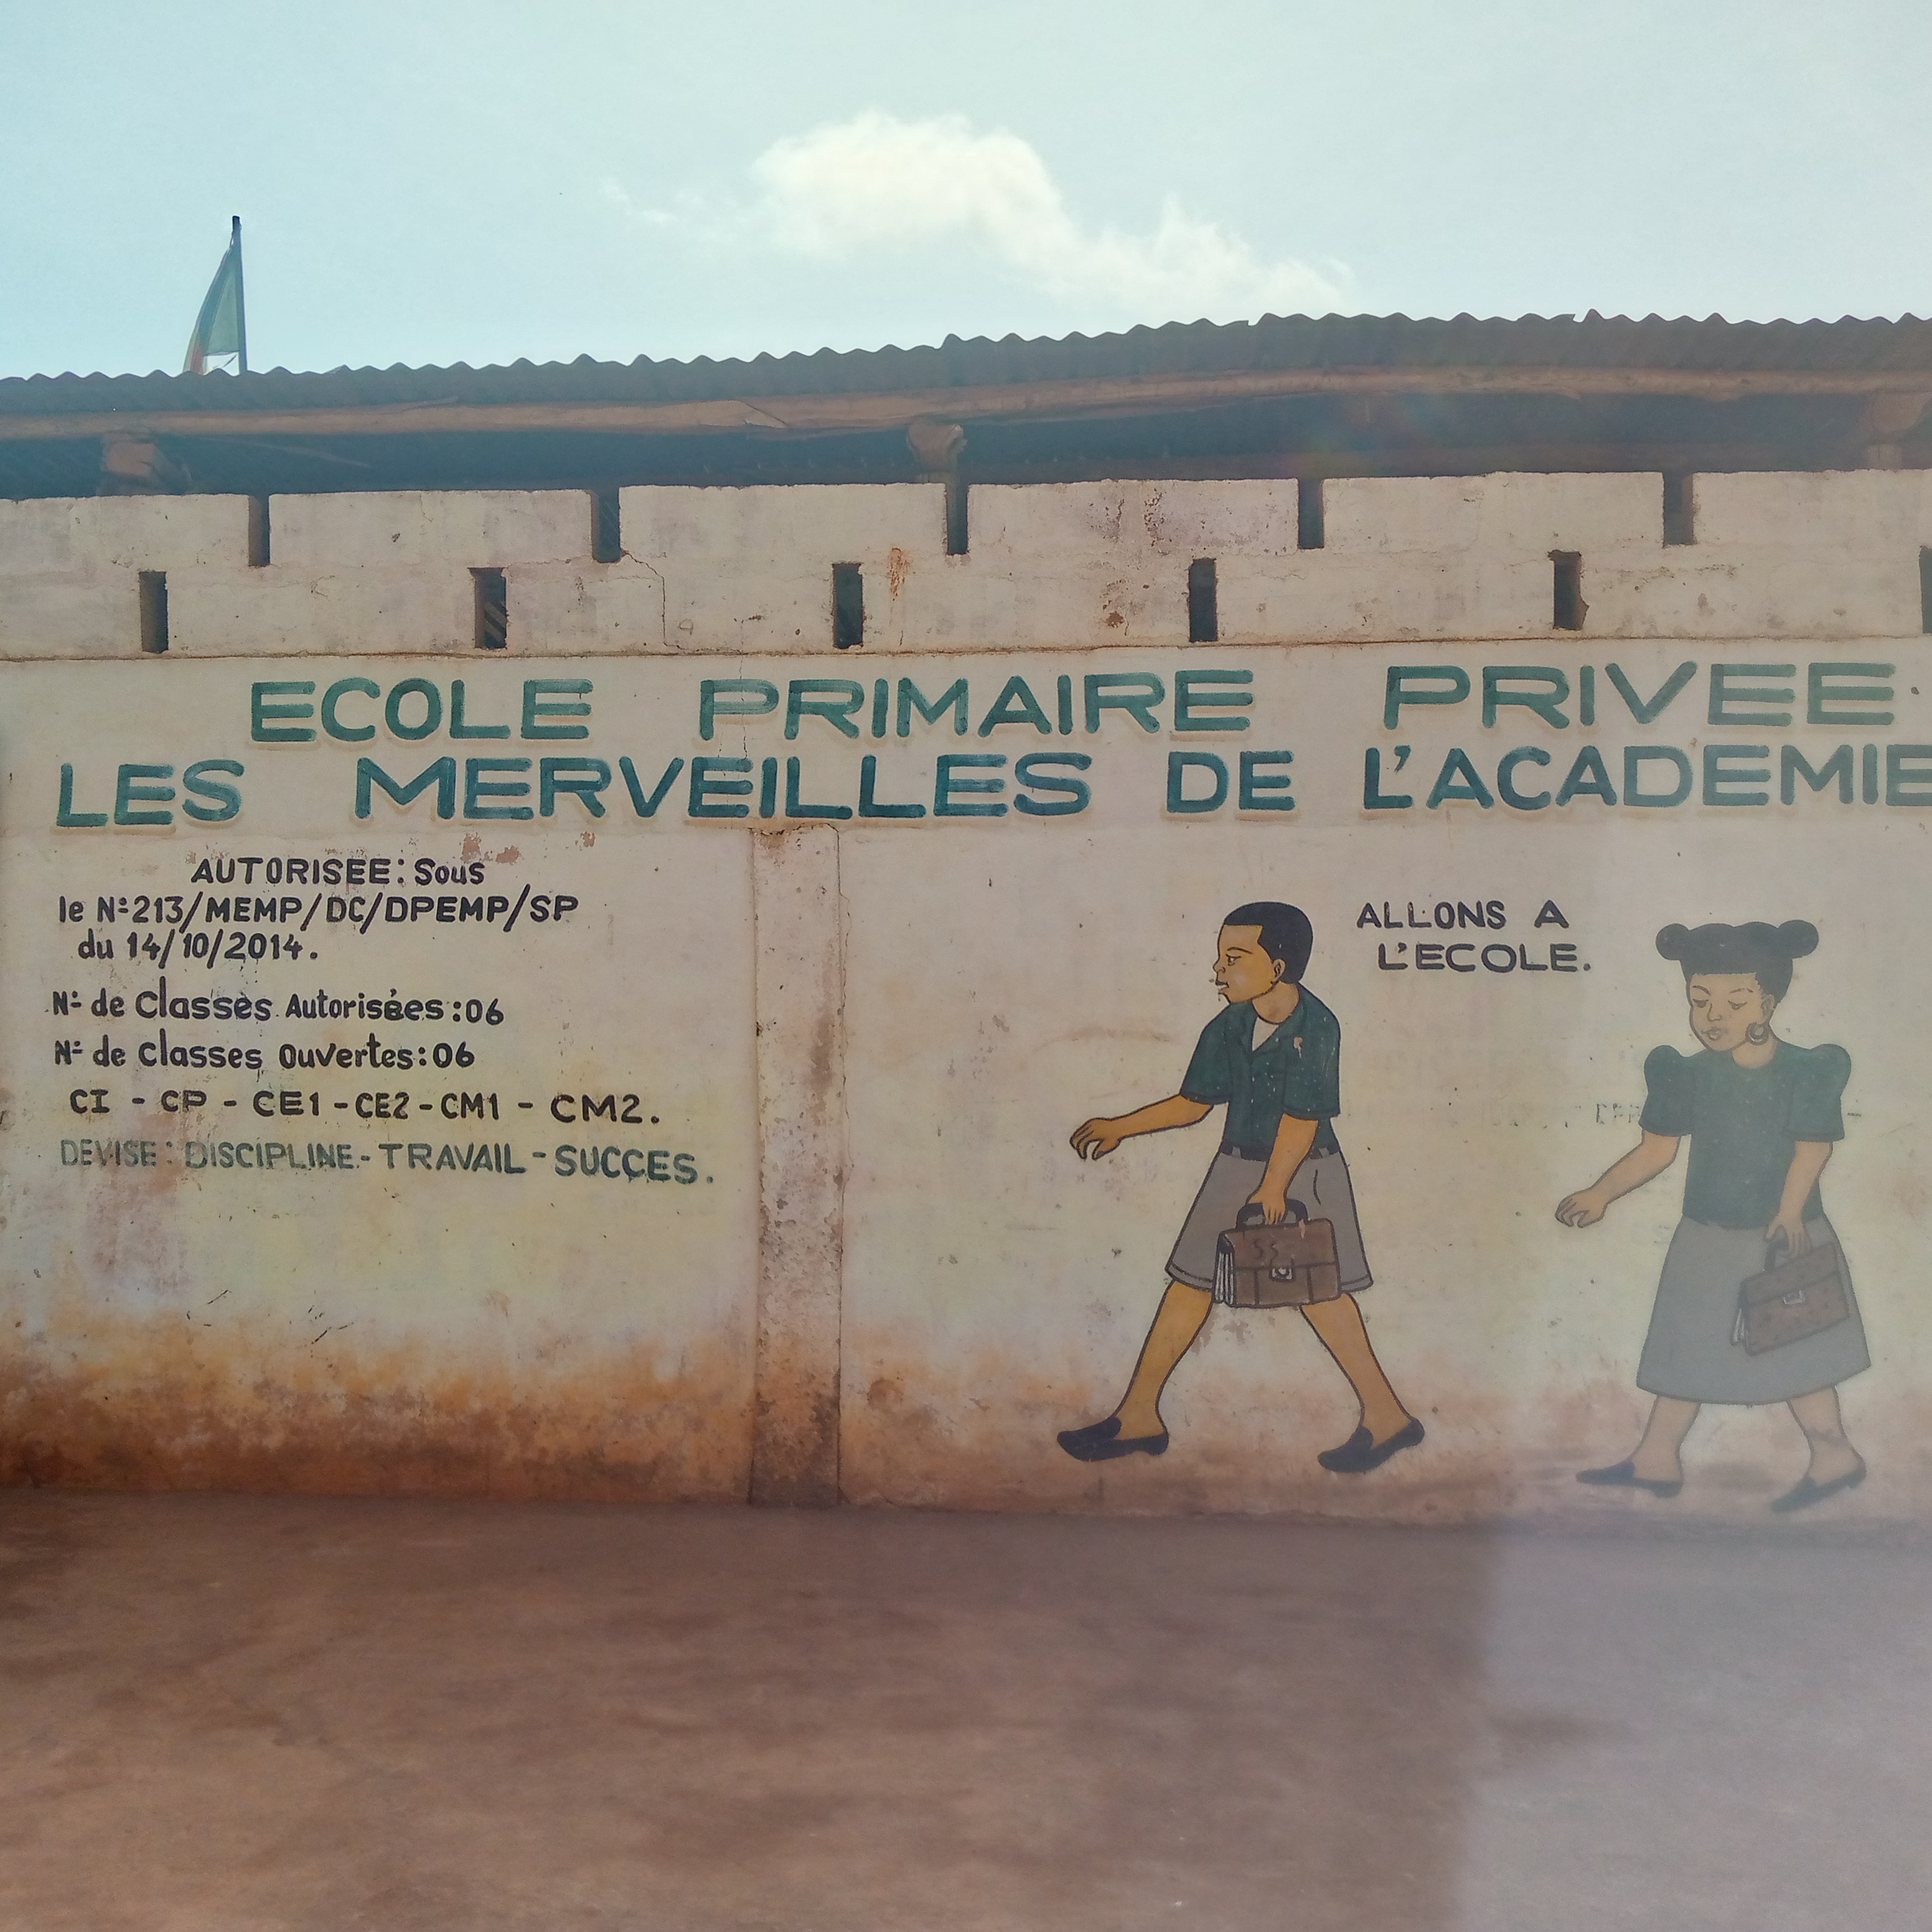 ECOLE PRIMAIRE PRIVEE
LES MERVEILLES DE L'ACADEMIE
AUTORISEE: Sous
le N°213/MEMP/DC/DPEMP/SP
du 14/10/2014.
N° de Classes Autorisées:06
N° de Classes Ouvertes:06
CI - CP - CE1 - CE2 - CM1 - CM2.
DEVISE: DISCIPLINE - TRAVAIL - SUCCES.
ALLONS A
L'ECOLE.